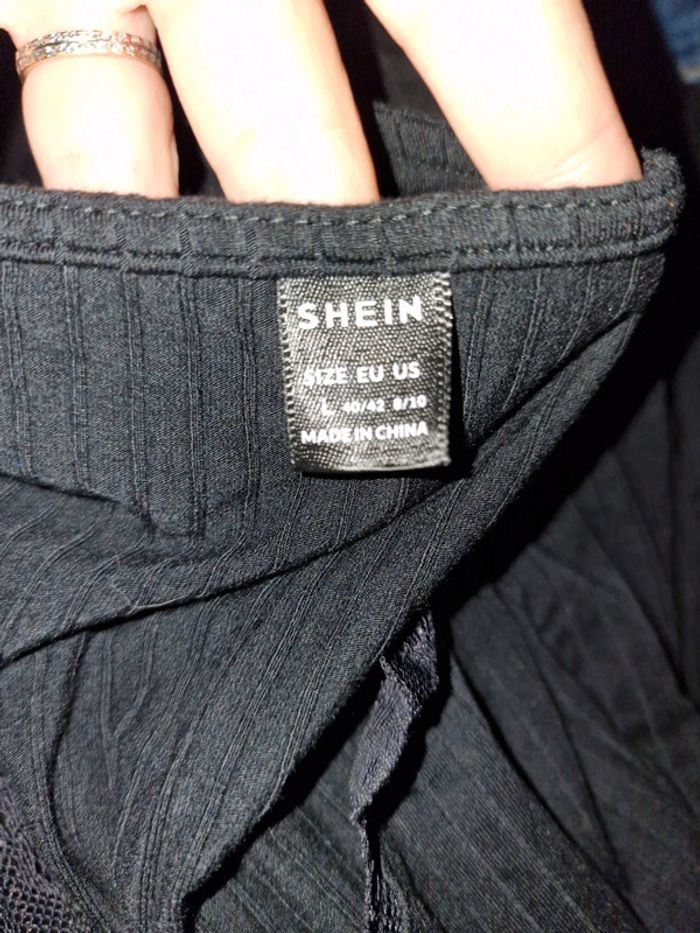 SHEIN
SIZE EU US
L 40/42 8/10
MADE IN CHINA